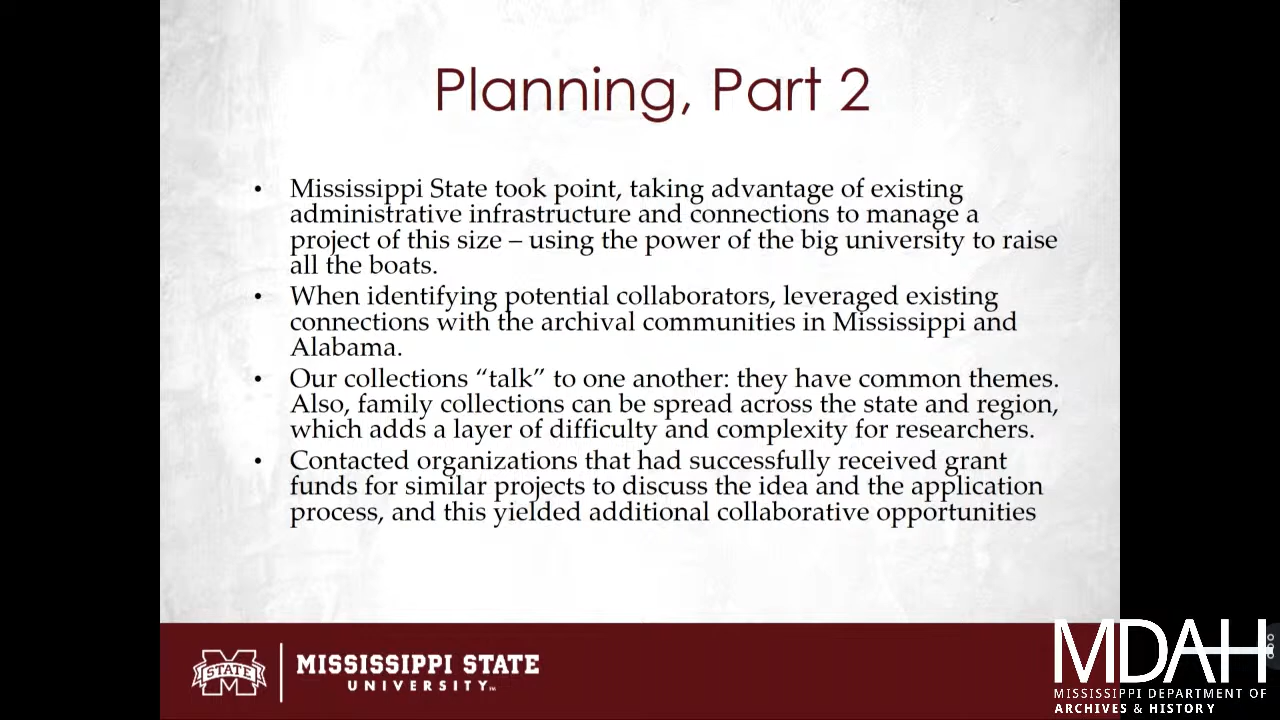 Planning, Part 2
• Mississippi State took point, taking advantage of existing
administrative infrastructure and connections to manage a
project of this size – using the power of the big university to raise
all the boats.
• When identifying potential collaborators, leveraged existing
connections with the archival communities in Mississippi and
Alabama.
• Our collections “talk” to one another: they have common themes.
Also, family collections can be spread across the state and region,
which adds a layer of difficulty and complexity for researchers.
• Contacted organizations that had successfully received grant
funds for similar projects to discuss the idea and the application
process, and this yielded additional collaborative opportunities
STATE
MISSISSIPPI STATE
UNIVERSITY™
MDAH
MISSISSIPPI DEPARTMENT OF
ARCHIVES & HISTORY